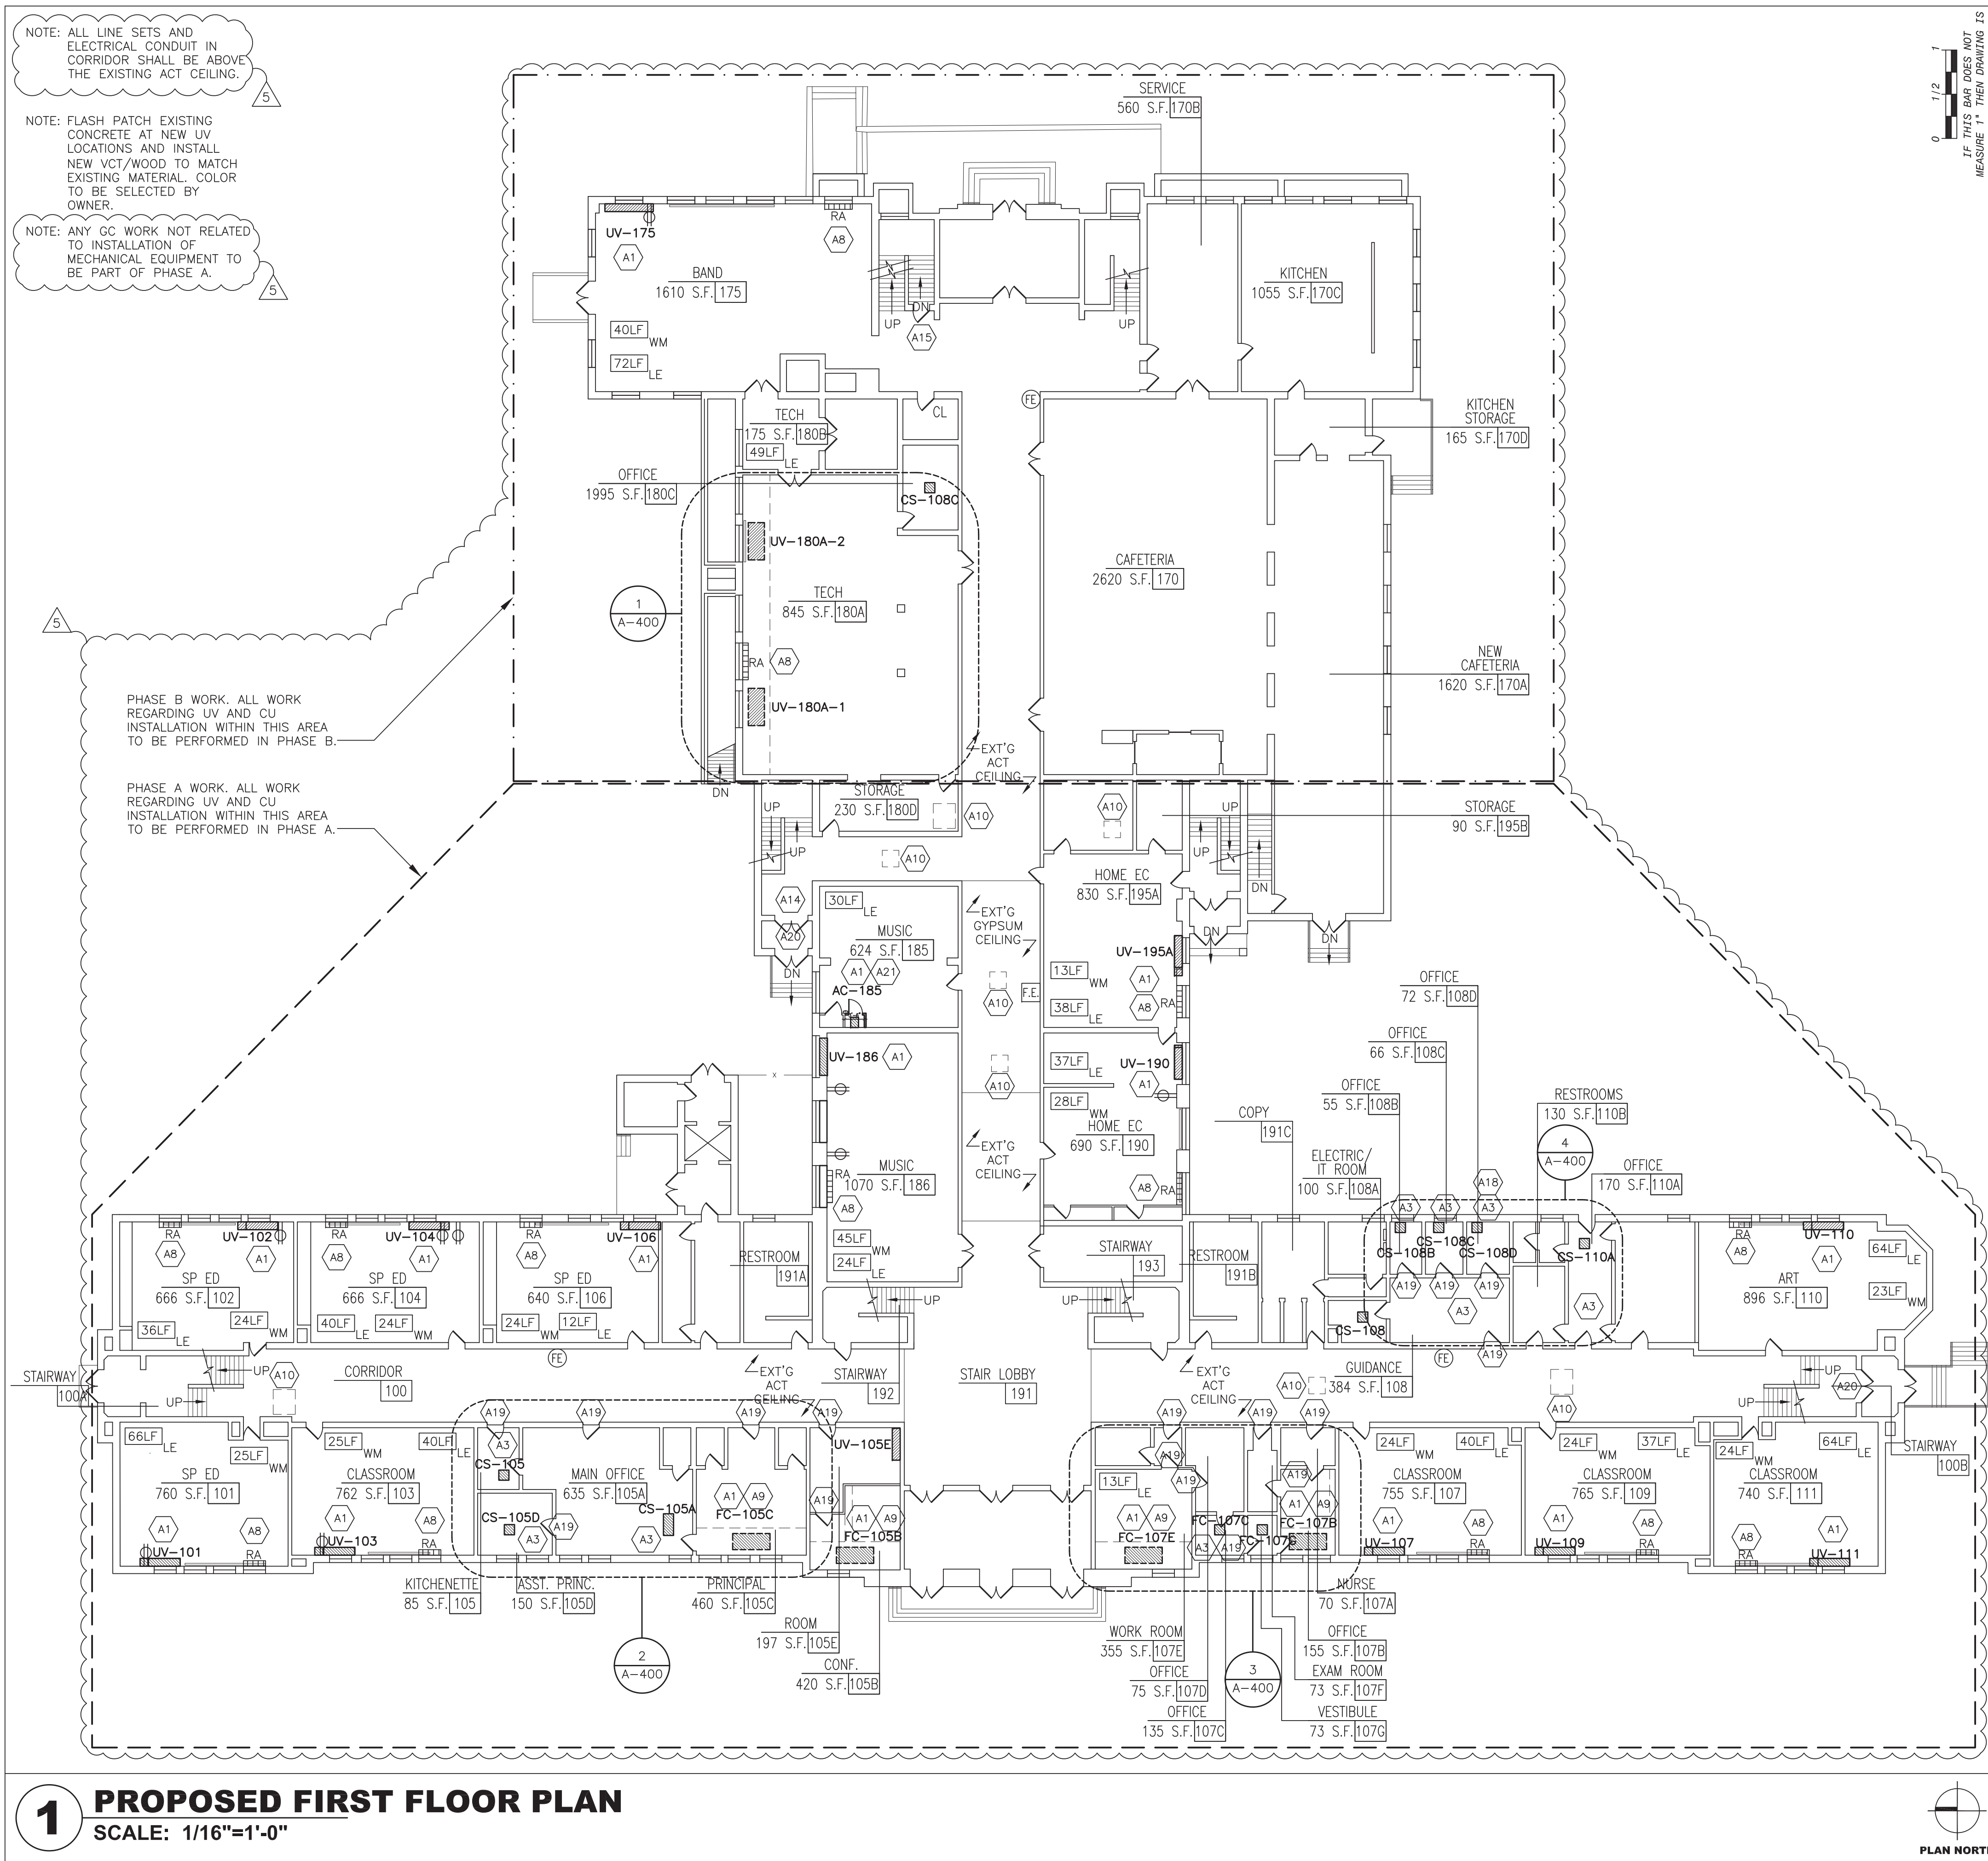 NOTE: ALL LINE SETS AND
ELECTRICAL CONDUIT IN
CORRIDOR SHALL BE ABOVE
THE EXISTING ACT CEILING.
5
NOTE: FLASH PATCH EXISTING
CONCRETE AT NEW UV
LOCATIONS AND INSTALL
NEW VCT/WOOD TO MATCH
EXISTING MATERIAL. COLOR
TO BE SELECTED BY
OWNER.
NOTE: ANY GC WORK NOT RELATED
TO INSTALLATION OF
MECHANICAL EQUIPMENT TO
BE PART OF PHASE A.
5
0 1/2 1
IF THIS BAR DOES NOT
MEASURE 1" THEN DRAWING IS
SERVICE
560 S.F. 170B
UV-175
A1
RA
A8
BAND
1610 S.F. 175
40LF
WM
72LF
LE
UP
DN
A15
UP
KITCHEN
1055 S.F. 170C
FE
CL
TECH
175 S.F. 180B
49LF
LE
KITCHEN
STORAGE
165 S.F. 170D
OFFICE
1995 S.F. 180C
CS-108C
UV-180A-2
CAFETERIA
2620 S.F. 170
1
A-400
TECH
845 S.F. 180A
RA
A8
UV-180A-1
NEW
CAFETERIA
1620 S.F. 170A
5
PHASE B WORK. ALL WORK
REGARDING UV AND CU
INSTALLATION WITHIN THIS AREA
TO BE PERFORMED IN PHASE B.
PHASE A WORK. ALL WORK
REGARDING UV AND CU
INSTALLATION WITHIN THIS AREA
TO BE PERFORMED IN PHASE A.
EXT'G
ACT
CEILING
DN
STORAGE
230 S.F. 180D
A10
UP
UP
A10
A10
STORAGE
90 S.F. 195B
UP
UP
DN
HOME EC
830 S.F. 195A
A14
A20
DN
30LF
LE
MUSIC
624 S.F. 185
A1
A21
AC-185
EXT'G
GYPSUM
CEILING
A10
F.E.
UV-195A
13LF
WM
A1
38LF
LE
A8
RA
DN
DN
OFFICE
72 S.F. 108D
OFFICE
66 S.F. 108C
OFFICE
55 S.F. 108B
UV-186
A1
A10
37LF
LE
UV-190
A1
28LF
WM
HOME EC
690 S.F. 190
A8
RA
x
EXT'G
ACT
CEILING
MUSIC
1070 S.F. 186
RA
A8
45LF
WM
24LF
LE
COPY
191C
ELECTRIC/
IT ROOM
100 S.F. 108A
RESTROOMS
130 S.F. 110B
4
A-400
OFFICE
170 S.F. 110A
A18
A3
A3
A3
CS-108B
CS-108C
CS-108D
CS-110A
A19
A19
A19
A3
A3
CS-108
A19
RA
UV-102
A8
A1
SP ED
666 S.F. 102
36LF
LE
24LF
WM
RA
UV-104
A8
A1
SP ED
666 S.F. 104
40LF
LE
24LF
WM
RA
UV-106
A8
A1
SP ED
640 S.F. 106
24LF
WM
12LF
LE
RESTROOM
191A
UP
UP
STAIRWAY
193
RESTROOM
191B
RA
UV-110
A8
A1
64LF
LE
ART
896 S.F. 110
23LF
WM
STAIRWAY
100A
UP
UP
A10
CORRIDOR
100
FE
EXT'G
ACT
CEILING
STAIRWAY
192
STAIR LOBBY
191
EXT'G
ACT
CEILING
A10
GUIDANCE
384 S.F. 108
FE
A10
UP
UP
A20
STAIRWAY
100B
66LF
LE
25LF
WM
SP ED
760 S.F. 101
A1
A8
UV-101
RA
25LF
WM
40LF
LE
CLASSROOM
762 S.F. 103
A1
A8
UV-103
RA
A19
A19
A19
A19
A3
CS-105
MAIN OFFICE
635 S.F. 105A
CS-105D
A3
A19
CS-105A
A3
A1
A9
FC-105C
UV-105E
A19
A1
A9
FC-105B
A19
A19
A19
A19
A19
A19
13LF
LE
A1
A9
FC-107E
FC-107C
A3
A19
A1
A9
FC-107B
24LF
WM
40LF
LE
CLASSROOM
755 S.F. 107
A1
A8
UV-107
RA
24LF
WM
37LF
LE
CLASSROOM
765 S.F. 109
A1
A8
UV-109
RA
24LF
WM
64LF
LE
CLASSROOM
740 S.F. 111
A8
A1
RA
UV-111
KITCHENETTE
85 S.F. 105
ASST. PRINC.
150 S.F. 105D
PRINCIPAL
460 S.F. 105C
ROOM
197 S.F. 105E
CONF.
420 S.F. 105B
2
A-400
NURSE
70 S.F. 107A
WORK ROOM
355 S.F. 107E
OFFICE
155 S.F. 107B
OFFICE
75 S.F. 107D
3
A-400
EXAM ROOM
73 S.F. 107F
OFFICE
135 S.F. 107C
VESTIBULE
73 S.F. 107G
1
PROPOSED FIRST FLOOR PLAN
SCALE: 1/16"=1'-0"